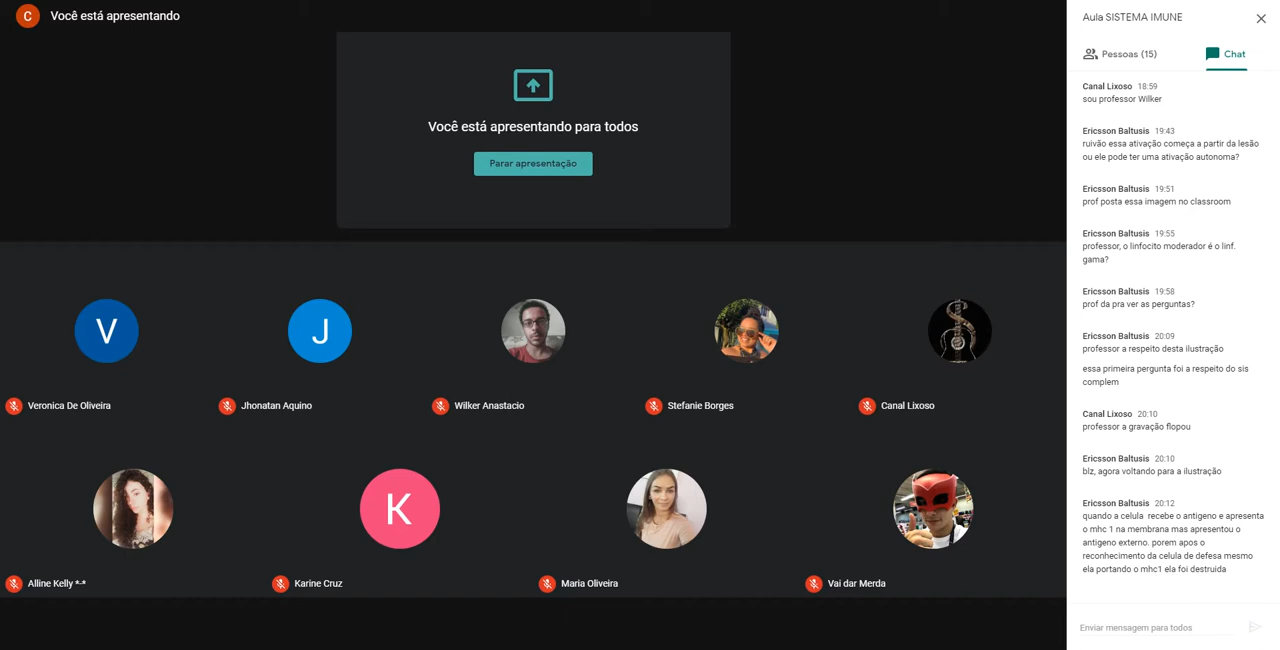 C
Você está apresentando
Você está apresentando para todos
Parar apresentação
V
J
Veronica De Oliveira
Jhonatan Aquino
Wilker Anastacio
Stefanie Borges
Canal Lixoso
K
Alline Kelly *-*
Karine Cruz
Maria Oliveira
Vai dar Merda
Aula SISTEMA IMUNE
Pessoas (15)
Chat
Canal Lixoso 18:59
sou professor Wilker
Ericsson Baltusis 19:43
ruivão essa ativação começa a partir da lesão
ou ele pode ter uma ativação autonoma?
Ericsson Baltusis 19:51
prof posta essa imagem no classroom
Ericsson Baltusis 19:55
professor, o linfocito moderador é o linf.
gama?
Ericsson Baltusis 19:58
prof da pra ver as perguntas?
Ericsson Baltusis 20:09
professor a respeito desta ilustração
essa primeira pergunta foi a respeito do sis
complem
Canal Lixoso 20:10
professor a gravação flopou
Ericsson Baltusis 20:10
blz, agora voltando para a ilustração
Ericsson Baltusis 20:12
quando a celula recebe o antigeno e apresenta
o mhc 1 na membrana mas apresentou o
antigeno externo. porem apos o
reconhecimento da celula de defesa mesmo
ela portando o mhc1 ela foi destruida
Enviar mensagem para todos